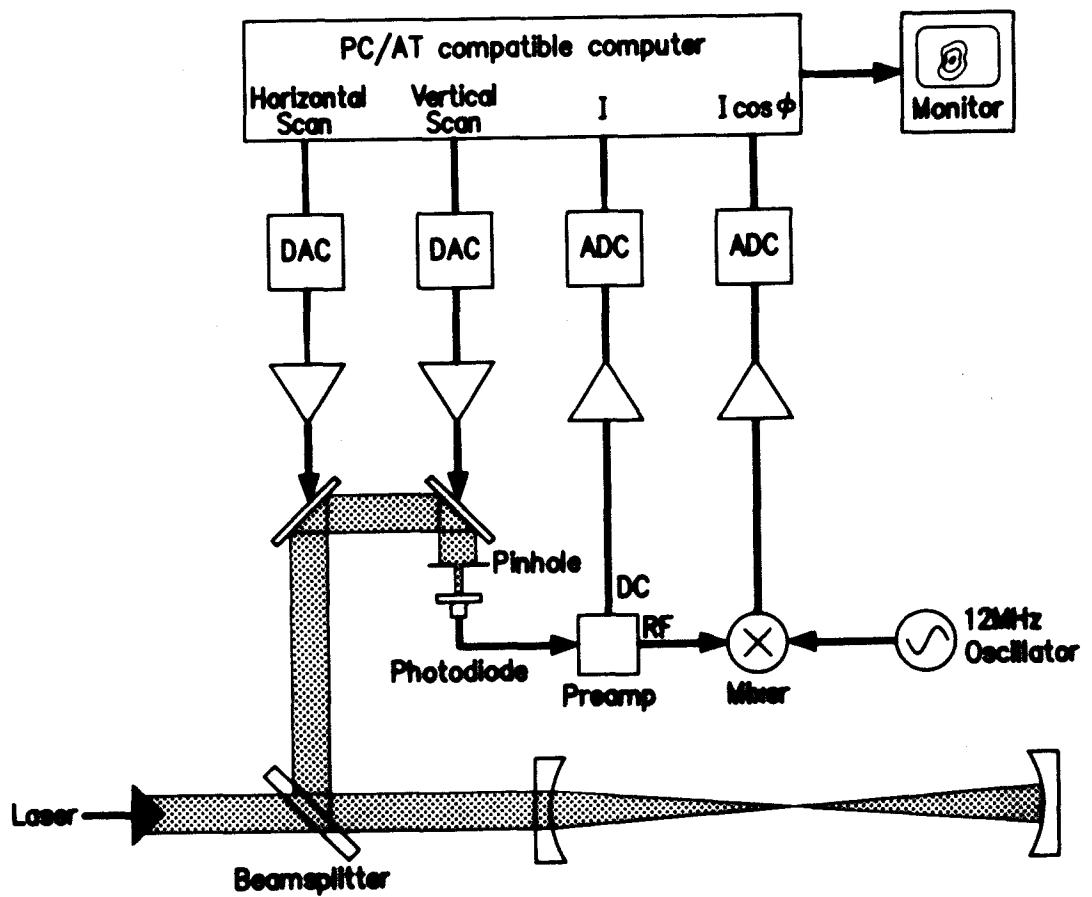 PC/AT compatible computer
Horizontal
Scan
Vertical
Scan
I
I cos ϕ
Monitor
DAC
DAC
ADC
ADC
Pinhole
DC
RF
12MHz
Oscillator
Photodiode
Preamp
Mixer
Laser
Beamsplitter